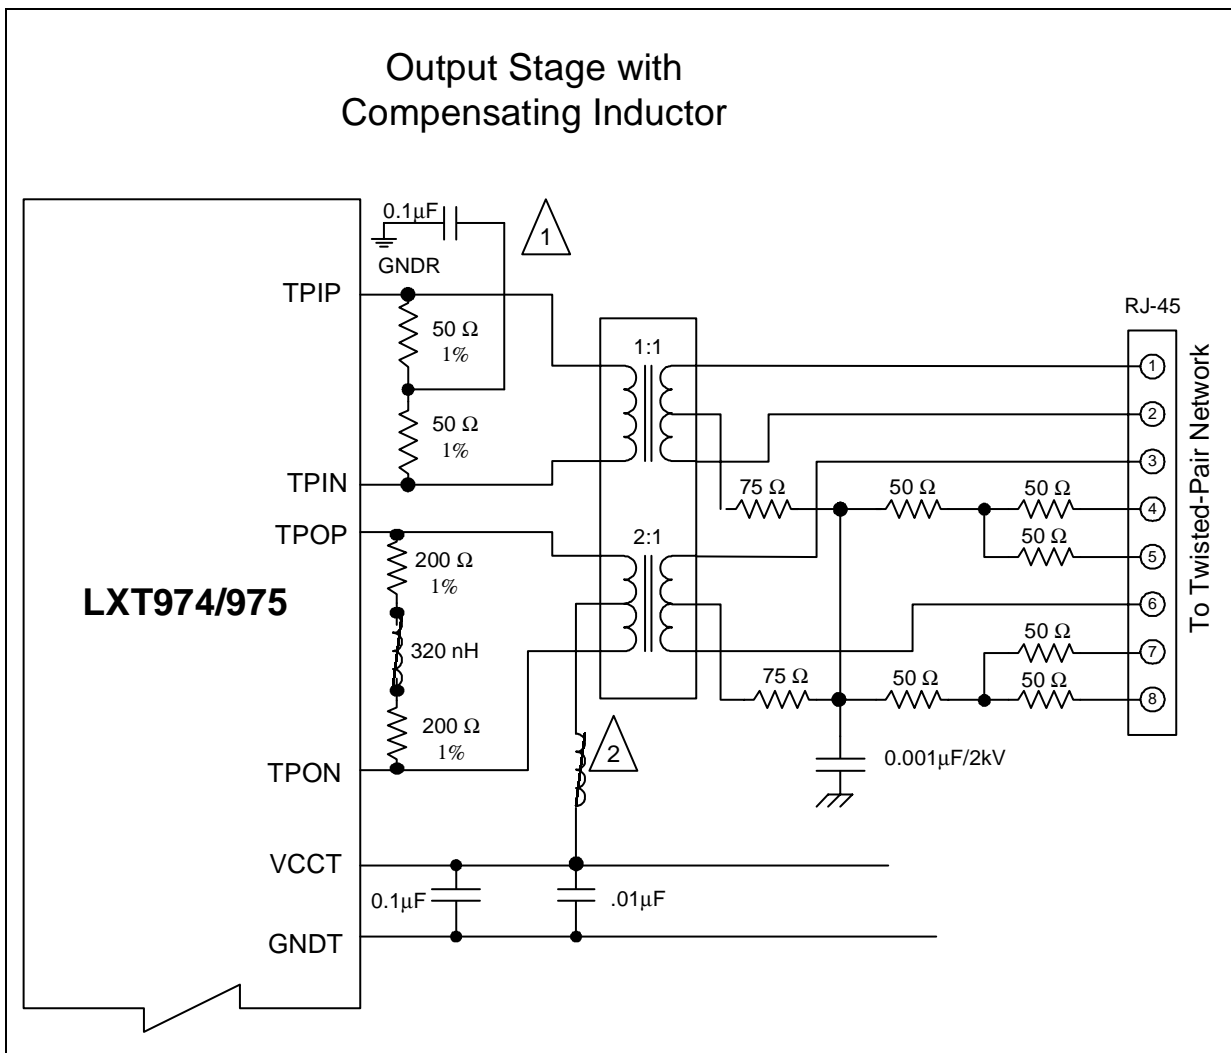 Output Stage with
Compensating Inductor
0.1µF
1
GNDR
TPIP
50 Ω
1%
50 Ω
1%
TPIN
TPOP
200 Ω
1%
LXT974/975
320 nH
200 Ω
1%
TPON
VCCT
0.1µF
.01µF
GNDT
1:1
2:1
2
75 Ω
50 Ω
50 Ω
50 Ω
75 Ω
50 Ω
50 Ω
50 Ω
0.001µF/2kV
RJ-45
1
2
3
4
5
6
7
8
To Twisted-Pair Network